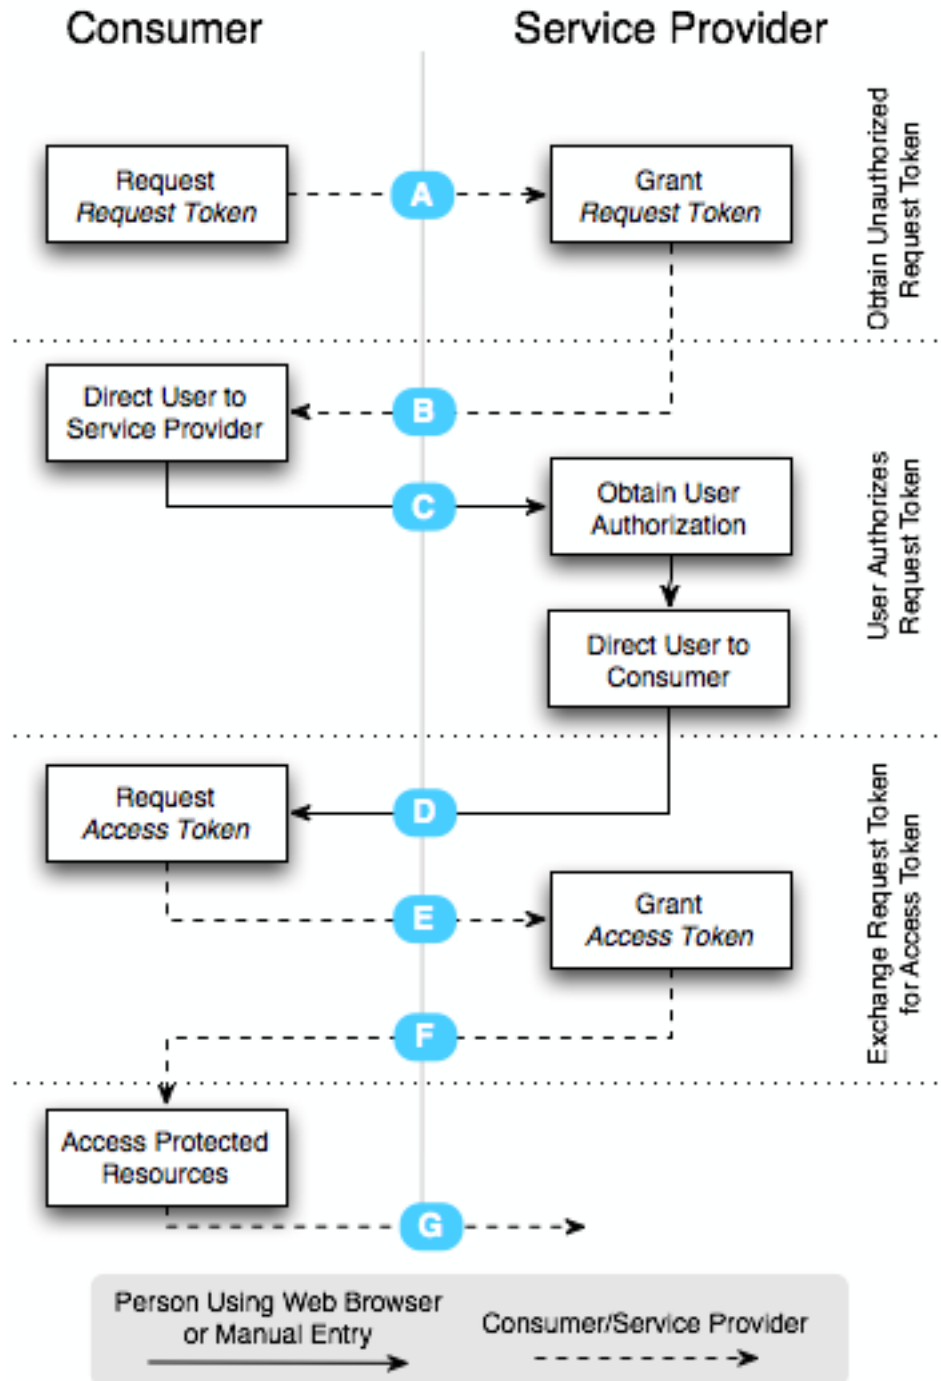 Consumer
Service Provider
Request
Request Token
A
Grant
Request Token
Obtain Unauthorized
Request Token
Direct User to
Service Provider
B
C
Obtain User
Authorization
Direct User to
Consumer
User Authorizes
Request Token
Request
Access Token
D
E
Grant
Access Token
F
Exchange Request Token
for Access Token
Access Protected
Resources
G
Person Using Web Browser
or Manual Entry
Consumer/Service Provider